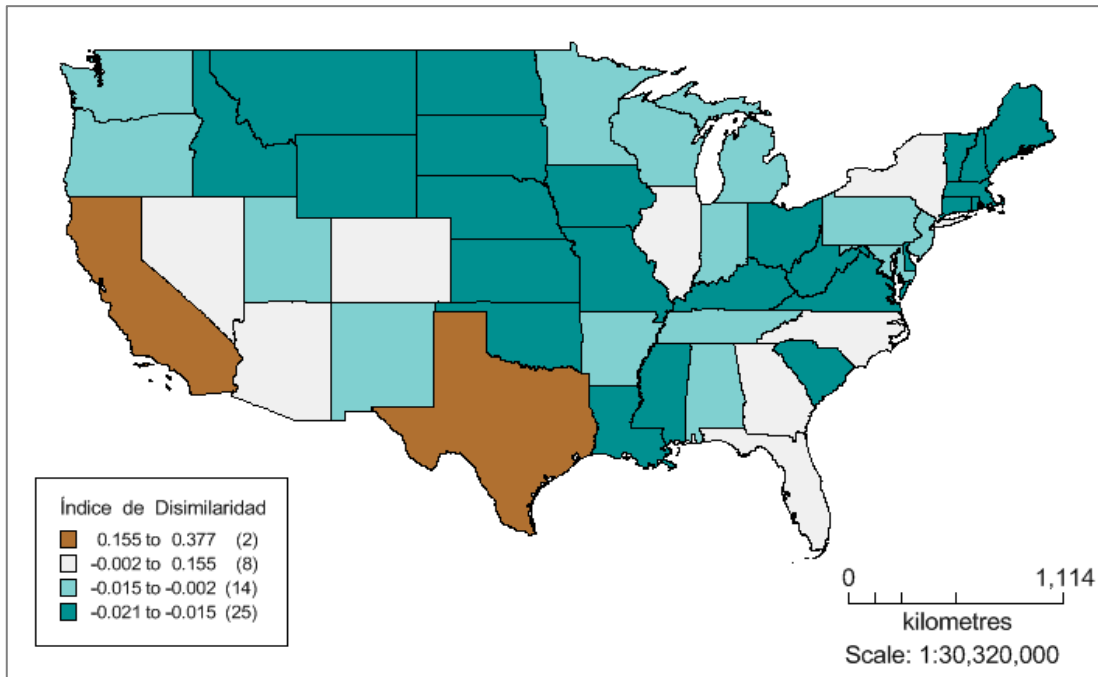 Índice de Disimilaridad
0.155 to 0.377 (2)
-0.002 to 0.155 (8)
-0.015 to -0.002 (14)
-0.021 to -0.015 (25)
0 1,114
kilometres
Scale: 1:30,320,000